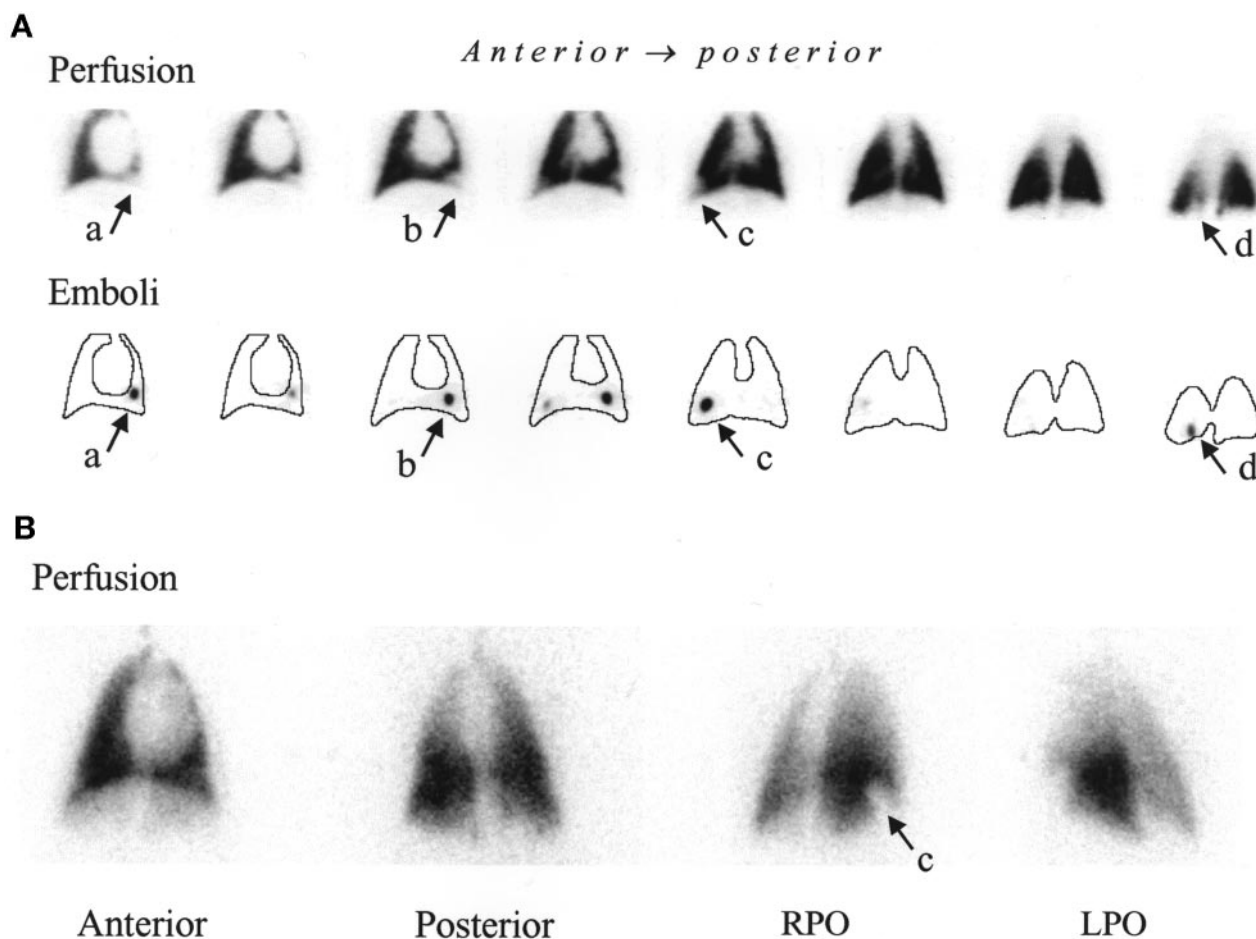 A
Anterior → posterior
Perfusion
a b c d
Emboli
a b c d
B
Perfusion
c
Anterior Posterior RPO LPO